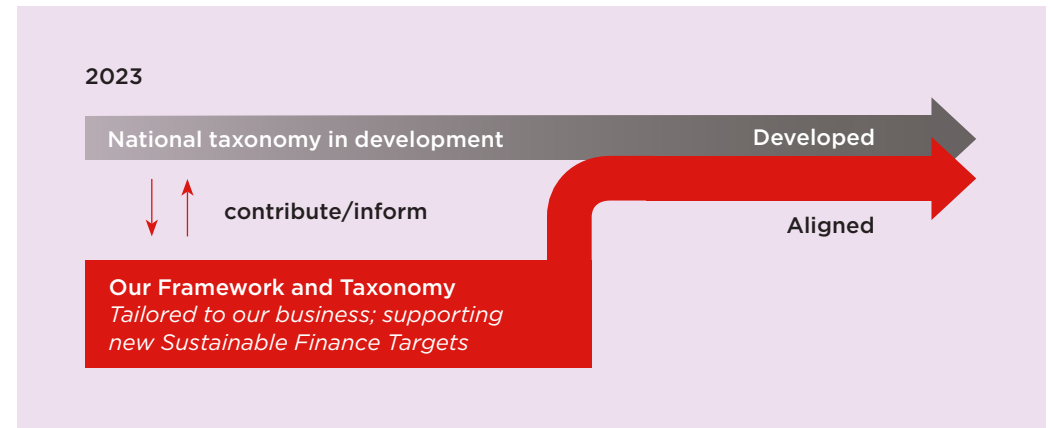 2023
National taxonomy in development
Developed
contribute/inform
Aligned
Our Framework and Taxonomy
Tailored to our business; supporting
new Sustainable Finance Targets